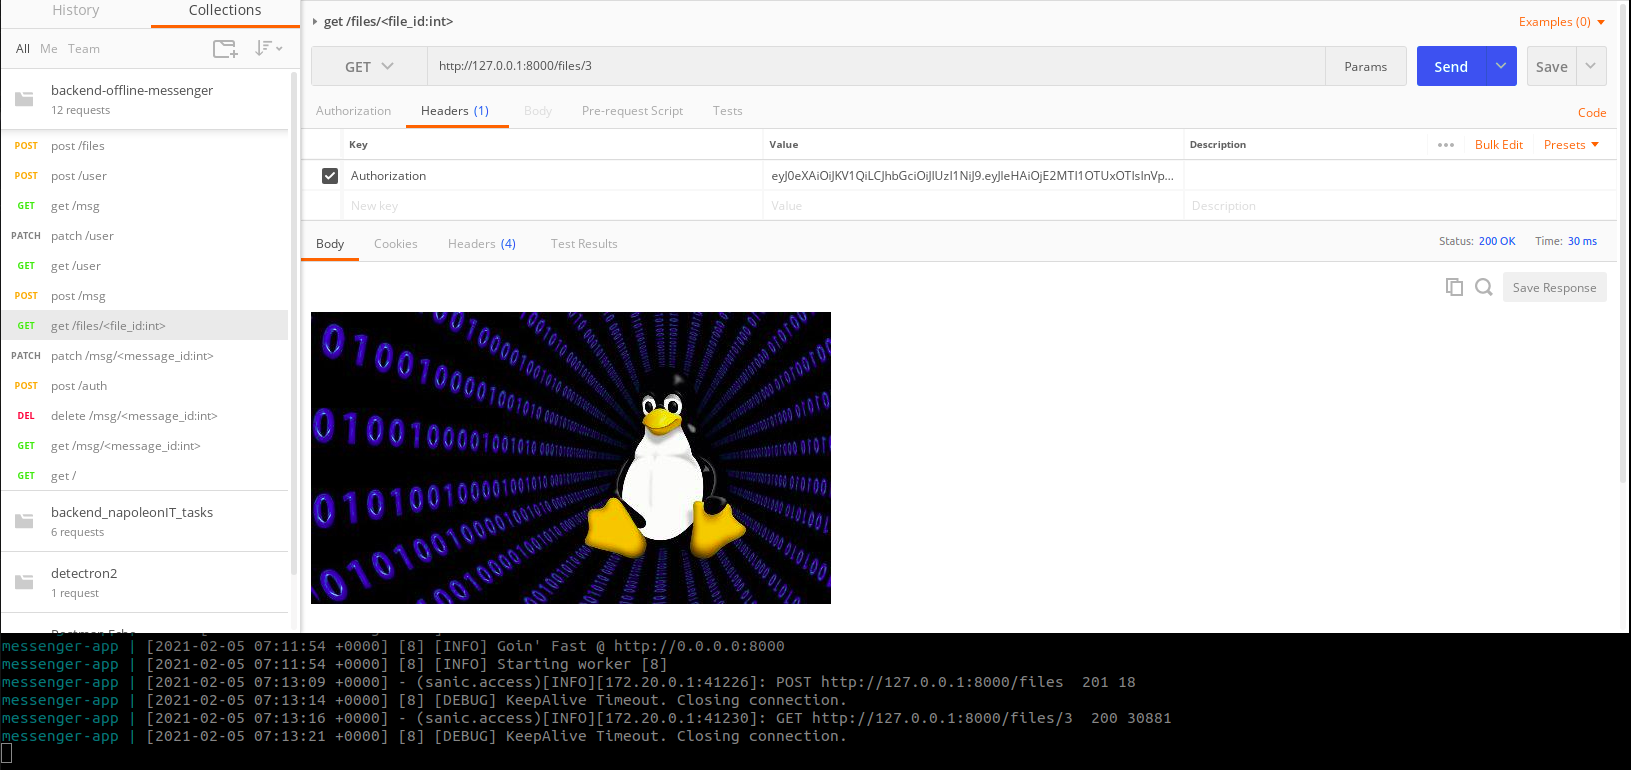 History Collections
All Me Team
backend-offline-messenger
12 requests
POST post /files
POST post /user
GET get /msg
PATCH patch /user
GET get /user
POST post /msg
GET get /files/<file_id:int>
PATCH patch /msg/<message_id:int>
POST post /auth
DEL delete /msg/<message_id:int>
GET get /msg/<message_id:int>
GET get /
backend_napoleonIT_tasks
6 requests
detectron2
1 request
get /files/<file_id:int> Examples (0)
GET http://127.0.0.1:8000/files/3 Params Send Save
Authorization Headers (1) Body Pre-request Script Tests Code
Key Value Description ••• Bulk Edit Presets
Authorization eyJ0eXAiOiJKV1QiLCJhbGciOiJIUzI1NiJ9.eyJleHAiOjE2MTI1OTUxOTIsInVp...
New key Value Description
Body Cookies Headers (4) Test Results Status: 200 OK Time: 30 ms
Save Response
messenger-app | [2021-02-05 07:11:54 +0000] [8] [INFO] Goin' Fast @ http://0.0.0.0:8000
messenger-app | [2021-02-05 07:11:54 +0000] [8] [INFO] Starting worker [8]
messenger-app | [2021-02-05 07:13:09 +0000] - (sanic.access)[INFO][172.20.0.1:41226]: POST http://127.0.0.1:8000/files 201 18
messenger-app | [2021-02-05 07:13:14 +0000] [8] [DEBUG] KeepAlive Timeout. Closing connection.
messenger-app | [2021-02-05 07:13:16 +0000] - (sanic.access)[INFO][172.20.0.1:41230]: GET http://127.0.0.1:8000/files/3 200 30881
messenger-app | [2021-02-05 07:13:21 +0000] [8] [DEBUG] KeepAlive Timeout. Closing connection.